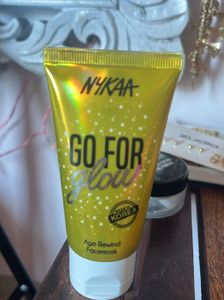 NYKAA
GO FOR
glow
KOREA
Age Rewind
Facemask